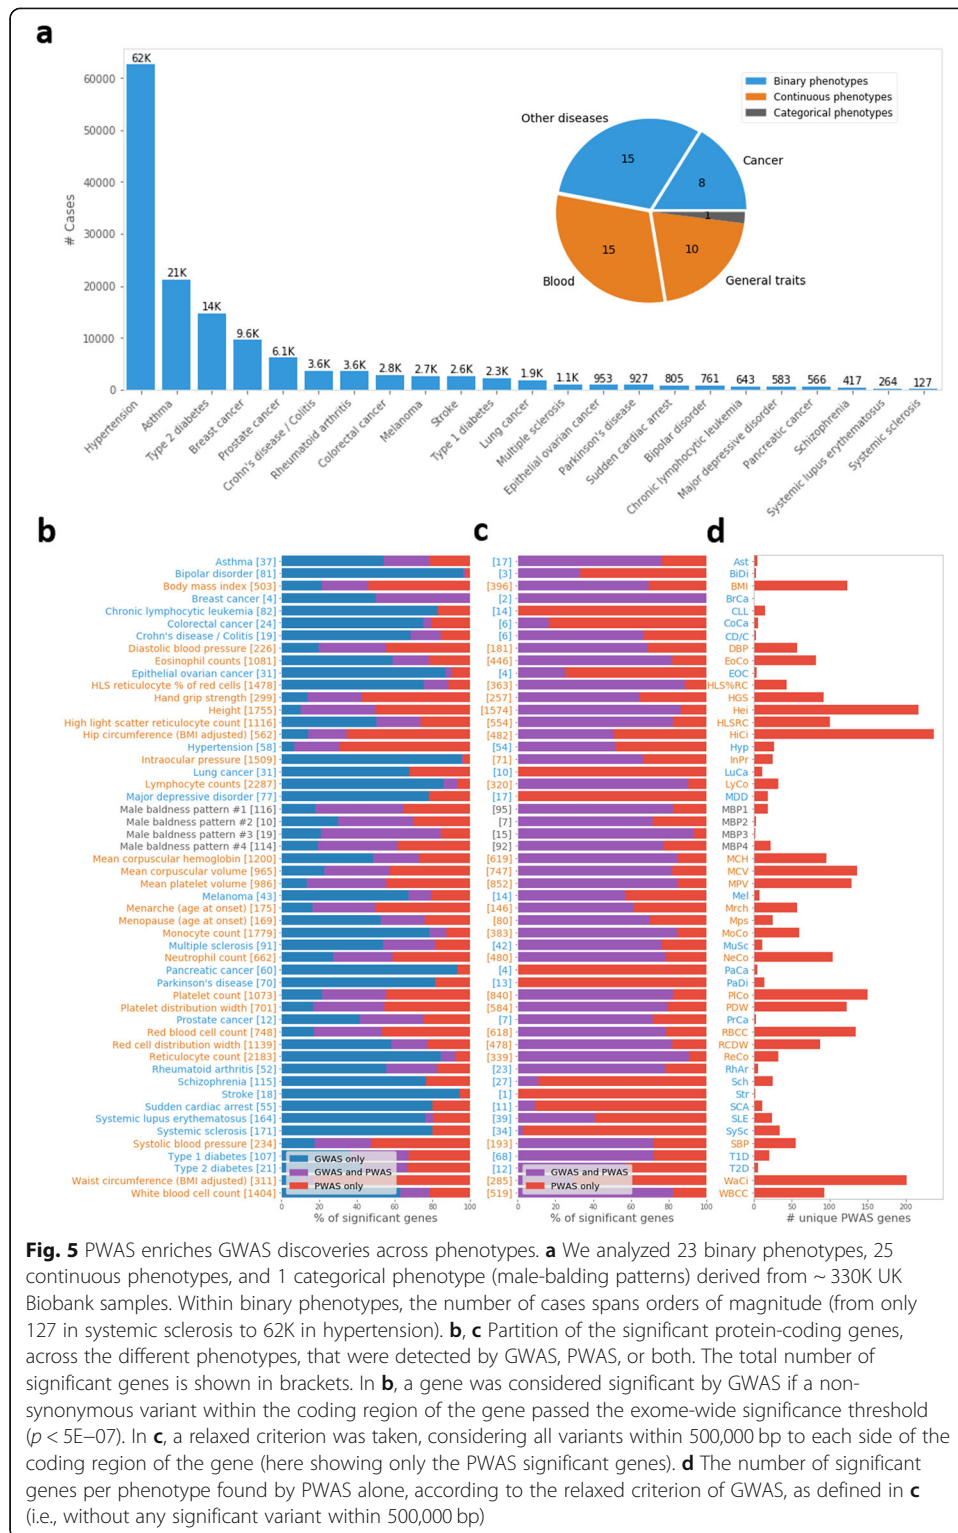 a
62K
60000
50000
40000
30000
20000
10000
0
# Cases
21K
14K
9.6K
6.1K
3.6K
3.6K
2.8K
2.7K
2.6K
2.3K
1.9K
1.1K
953
927
805
761
643
583
566
417
264
127
Hypertension
Asthma
Type 2 diabetes
Breast cancer
Prostate cancer
Crohn's disease / Colitis
Rheumatoid arthritis
Colorectal cancer
Melanoma
Stroke
Type 1 diabetes
Lung cancer
Multiple sclerosis
Epithelial ovarian cancer
Parkinson's disease
Sudden cardiac arrest
Bipolar disorder
Chronic lymphocytic leukemia
Major depressive disorder
Pancreatic cancer
Schizophrenia
Systemic lupus erythematosus
Systemic sclerosis
Binary phenotypes
Continuous phenotypes
Categorical phenotypes
Other diseases
15
Cancer
8
1
15
10
Blood
General traits
b
c
d
Asthma [37] [17] Ast
Bipolar disorder [81] [3] BiDi
Body mass index [503] [396] BMI
Breast cancer [4] [2] BrCa
Chronic lymphocytic leukemia [82] [14] CLL
Colorectal cancer [24] [6] CoCa
Crohn's disease / Colitis [19] [6] CD/C
Diastolic blood pressure [226] [181] DBP
Eosinophil counts [1081] [446] EoCo
Epithelial ovarian cancer [31] [4] EOC
HLS reticulocyte % of red cells [1478] [363] HLS%RC
Hand grip strength [299] [257] HGS
Height [1755] [1574] Hei
High light scatter reticulocyte count [1116] [554] HLSRC
Hip circumference (BMI adjusted) [562] [482] HiCi
Hypertension [58] [54] Hyp
Intraocular pressure [1509] [71] InPr
Lung cancer [31] [10] LuCa
Lymphocyte counts [2287] [320] LyCo
Major depressive disorder [77] [17] MDD
Male baldness pattern #1 [116] [95] MBP1
Male baldness pattern #2 [10] [7] MBP2
Male baldness pattern #3 [19] [15] MBP3
Male baldness pattern #4 [114] [92] MBP4
Mean corpuscular hemoglobin [1200] [619] MCH
Mean corpuscular volume [965] [747] MCV
Mean platelet volume [986] [852] MPV
Melanoma [43] [14] Mel
Menarche (age at onset) [175] [146] Mrch
Menopause (age at onset) [169] [80] Mps
Monocyte count [1779] [383] MoCo
Multiple sclerosis [91] [42] MuSc
Neutrophil count [662] [480] NeCo
Pancreatic cancer [60] [4] PaCa
Parkinson's disease [70] [13] PaDi
Platelet count [1073] [840] PlCo
Platelet distribution width [701] [584] PDW
Prostate cancer [12] [7] PrCa
Red blood cell count [748] [618] RBCC
Red cell distribution width [1139] [478] RCDW
Reticulocyte count [2183] [339] ReCo
Rheumatoid arthritis [52] [23] RhAr
Schizophrenia [115] [27] Sch
Stroke [18] [1] Str
Sudden cardiac arrest [55] [11] SCA
Systemic lupus erythematosus [164] [39] SLE
Systemic sclerosis [171] [34] SySc
Systolic blood pressure [234] [193] SBP
Type 1 diabetes [107] [68] T1D
Type 2 diabetes [21] [12] T2D
Waist circumference (BMI adjusted) [311] [285] WaCi
White blood cell count [1404] [519] WBCC
GWAS only
GWAS and PWAS
PWAS only
GWAS and PWAS
PWAS only
0 20 40 60 80 100 0 20 40 60 80 100 0 50 100 150 200
% of significant genes % of significant genes # unique PWAS genes
Fig. 5 PWAS enriches GWAS discoveries across phenotypes. a We analyzed 23 binary phenotypes, 25
continuous phenotypes, and 1 categorical phenotype (male-balding patterns) derived from ~ 330K UK
Biobank samples. Within binary phenotypes, the number of cases spans orders of magnitude (from only
127 in systemic sclerosis to 62K in hypertension). b, c Partition of the significant protein-coding genes,
across the different phenotypes, that were detected by GWAS, PWAS, or both. The total number of
significant genes is shown in brackets. In b, a gene was considered significant by GWAS if a non-
synonymous variant within the coding region of the gene passed the exome-wide significance threshold
(p < 5E−07). In c, a relaxed criterion was taken, considering all variants within 500,000 bp to each side of the
coding region of the gene (here showing only the PWAS significant genes). d The number of significant
genes per phenotype found by PWAS alone, according to the relaxed criterion of GWAS, as defined in c
(i.e., without any significant variant within 500,000 bp)